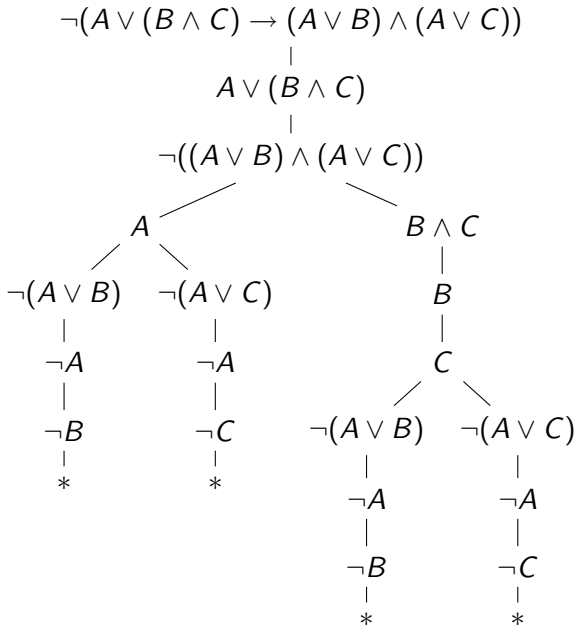 ¬(A ∨ (B ∧ C) → (A ∨ B) ∧ (A ∨ C))
A ∨ (B ∧ C)
¬((A ∨ B) ∧ (A ∨ C))
A B ∧ C
¬(A ∨ B) ¬(A ∨ C) B
¬A ¬A C
¬B ¬C ¬(A ∨ B) ¬(A ∨ C)
* * ¬A ¬A
¬B ¬C
* *